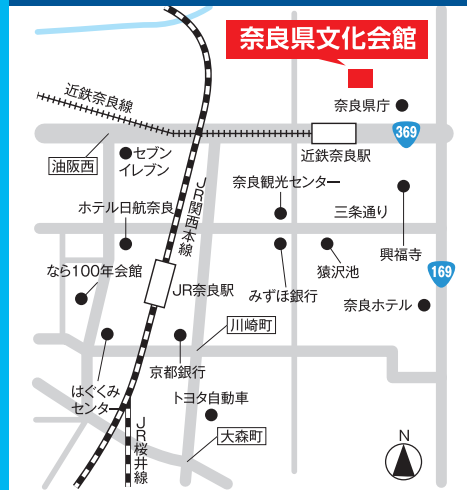 奈良県文化会館
近鉄奈良線
奈良県庁
369
近鉄奈良駅
油阪西
セブン
イレブン
JR関西本線
奈良観光センター
ホテル日航奈良
三条通り
興福寺
なら100年会館
JR奈良駅
みずほ銀行
猿沢池
169
奈良ホテル
川崎町
京都銀行
はぐくみ
センター
トヨタ自動車
JR桜井線
大森町
N